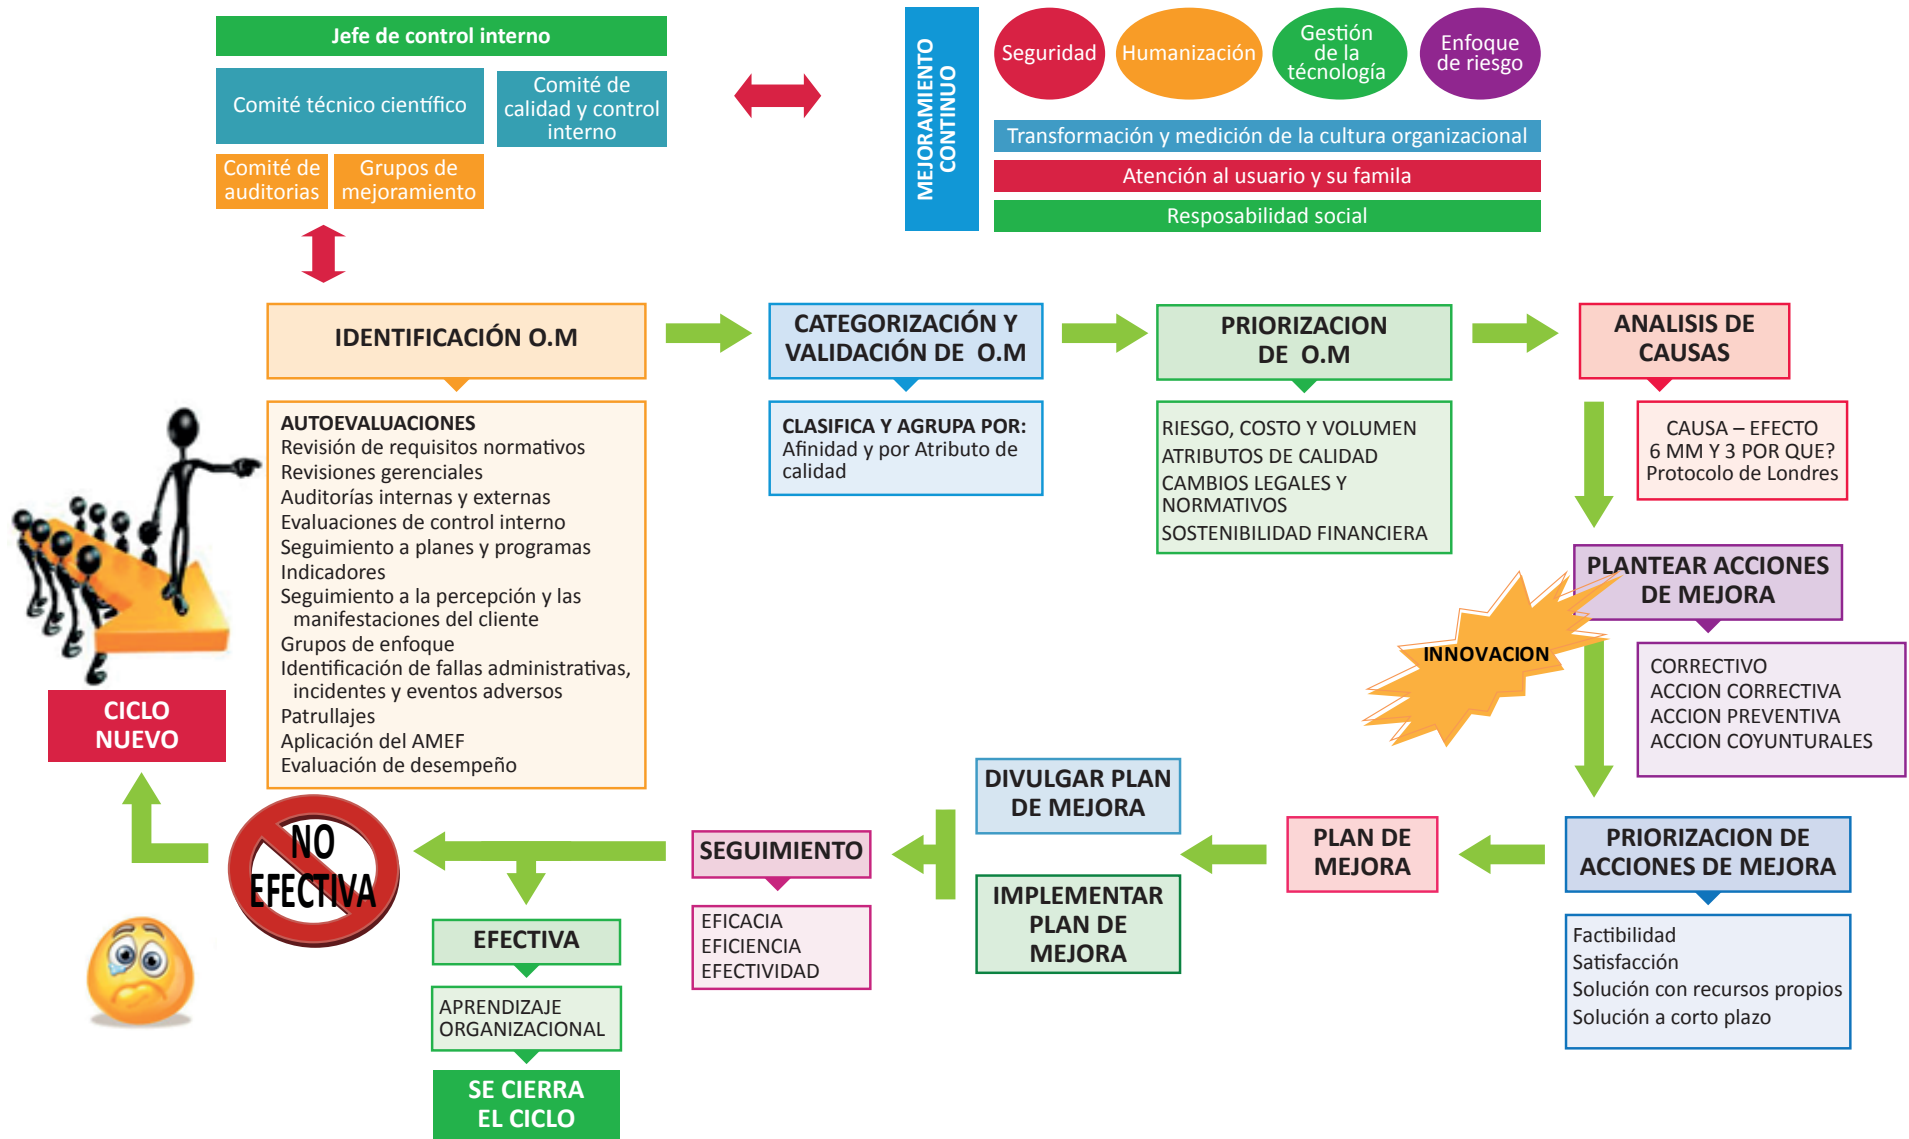 Jefe de control interno
Comité técnico científico
Comité de
calidad y control
interno
Comité de
auditorias
Grupos de
mejoramiento
MEJORAMIENTO
CONTINUO
Seguridad
Humanización
Gestión
de la
técnología
Enfoque
de riesgo
Transformación y medición de la cultura organizacional
Atención al usuario y su famila
Resposabilidad social
IDENTIFICACIÓN O.M
AUTOEVALUACIONES
Revisión de requisitos normativos
Revisiones gerenciales
Auditorías internas y externas
Evaluaciones de control interno
Seguimiento a planes y programas
Indicadores
Seguimiento a la percepción y las
manifestaciones del cliente
Grupos de enfoque
Identificación de fallas administrativas,
incidentes y eventos adversos
Patrullajes
Aplicación del AMEF
Evaluación de desempeño
CATEGORIZACIÓN Y
VALIDACIÓN DE O.M
CLASIFICA Y AGRUPA POR:
Afinidad y por Atributo de
calidad
PRIORIZACION
DE O.M
RIESGO, COSTO Y VOLUMEN
ATRIBUTOS DE CALIDAD
CAMBIOS LEGALES Y
NORMATIVOS
SOSTENIBILIDAD FINANCIERA
ANALISIS DE
CAUSAS
CAUSA – EFECTO
6 MM Y 3 POR QUE?
Protocolo de Londres
PLANTEAR ACCIONES
DE MEJORA
INNOVACION
CORRECTIVO
ACCION CORRECTIVA
ACCION PREVENTIVA
ACCION COYUNTURALES
PRIORIZACION DE
ACCIONES DE MEJORA
Factibilidad
Satisfacción
Solución con recursos propios
Solución a corto plazo
PLAN DE
MEJORA
DIVULGAR PLAN
DE MEJORA
IMPLEMENTAR
PLAN DE
MEJORA
SEGUIMIENTO
EFICACIA
EFICIENCIA
EFECTIVIDAD
EFECTIVA
APRENDIZAJE
ORGANIZACIONAL
SE CIERRA
EL CICLO
NO
EFECTIVA
CICLO
NUEVO